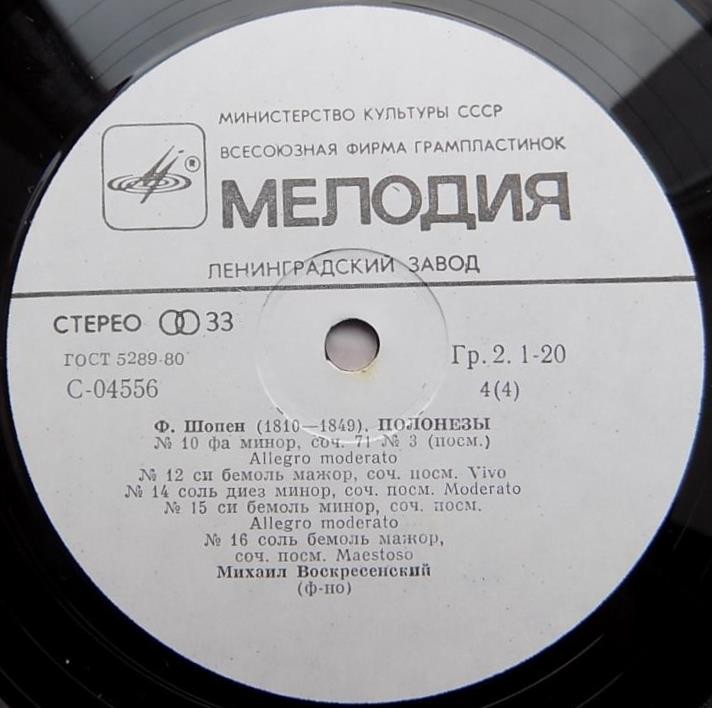 МИНИСТЕРСТВО КУЛЬТУРЫ СССР
ВСЕСОЮЗНАЯ ФИРМА ГРАМПЛАСТИНОК
®
МЕЛОДИЯ
ЛЕНИНГРАДСКИЙ ЗАВОД
СТЕРЕО 33
ГОСТ 5289-80
Гр. 2. 1-20
С-04556
4(4)
Ф. Шопен (1810—1849). ПОЛОНЕЗЫ
№ 10 фа минор, соч. 71 № 3 (посм.)
Allegro moderato
№ 12 си бемоль мажор, соч. посм. Vivo
№ 14 соль диез минор, соч. посм. Moderato
№ 15 си бемоль минор, соч. посм.
Allegro moderato
№ 16 соль бемоль мажор,
соч. посм. Maestoso
Михаил Воскресенский
(ф-но)